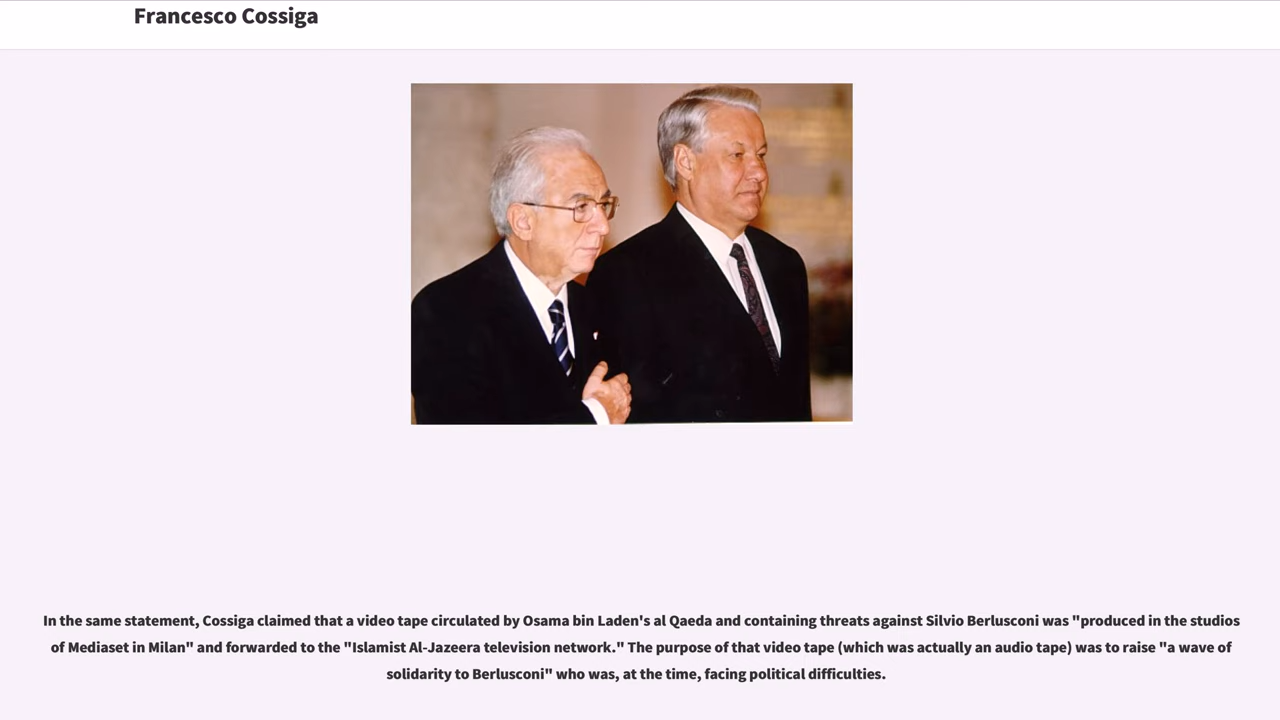 Francesco Cossiga
In the same statement, Cossiga claimed that a video tape circulated by Osama bin Laden's al Qaeda and containing threats against Silvio Berlusconi was "produced in the studios
of Mediaset in Milan" and forwarded to the "Islamist Al-Jazeera television network." The purpose of that video tape (which was actually an audio tape) was to raise "a wave of
solidarity to Berlusconi" who was, at the time, facing political difficulties.